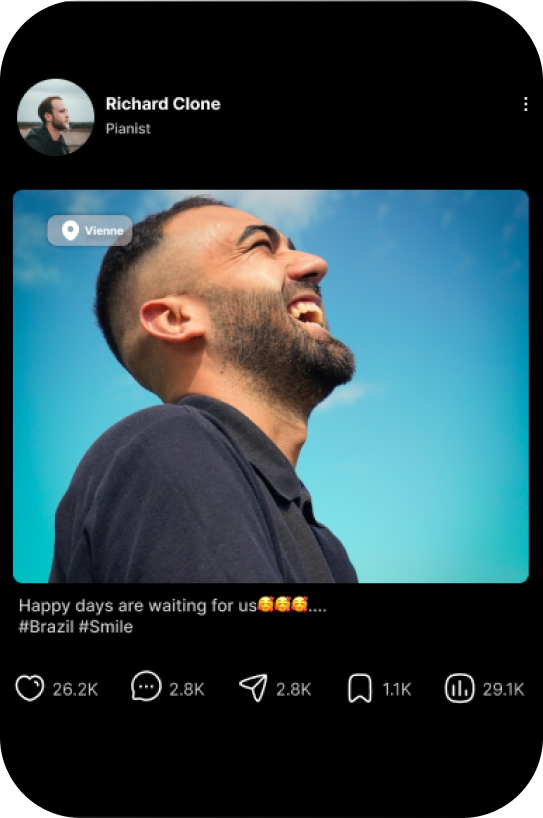 Richard Clone
Pianist
Vienne
Happy days are waiting for us🥳🥳🥳....
#Brazil #Smile
26.2K 2.8K 2.8K 1.1K 29.1K